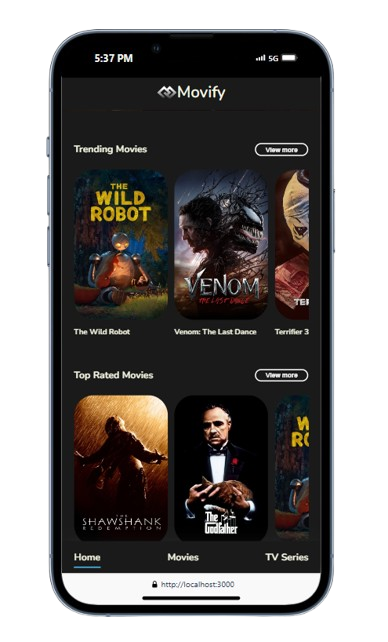 5:37 PM
5G
Movify
Trending Movies
View more
THE
WILD
ROBOT
VENOM
THE LAST DANCE
TER
The Wild Robot
Venom: The Last Dance
Terrifier 3
Top Rated Movies
View more
THE
SHAWSHANK
REDEMPTION
The
Godfather
W
RO
Home
Movies
TV Series
http://localhost:3000